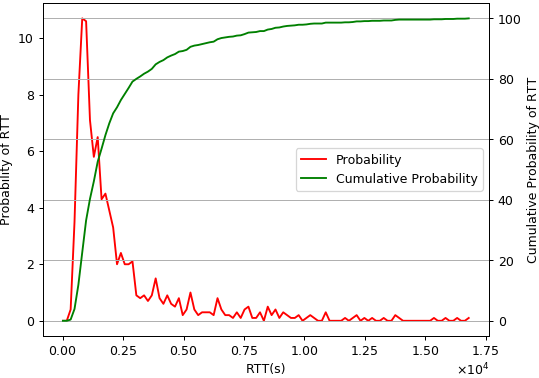 Probability of RTT
10
8
6
4
2
0
100
80
60
40
20
0
Cumulative Probability of RTT
Probability
Cumulative Probability
0.00 0.25 0.50 0.75 1.00 1.25 1.50 1.75
RTT(s)
×10⁴